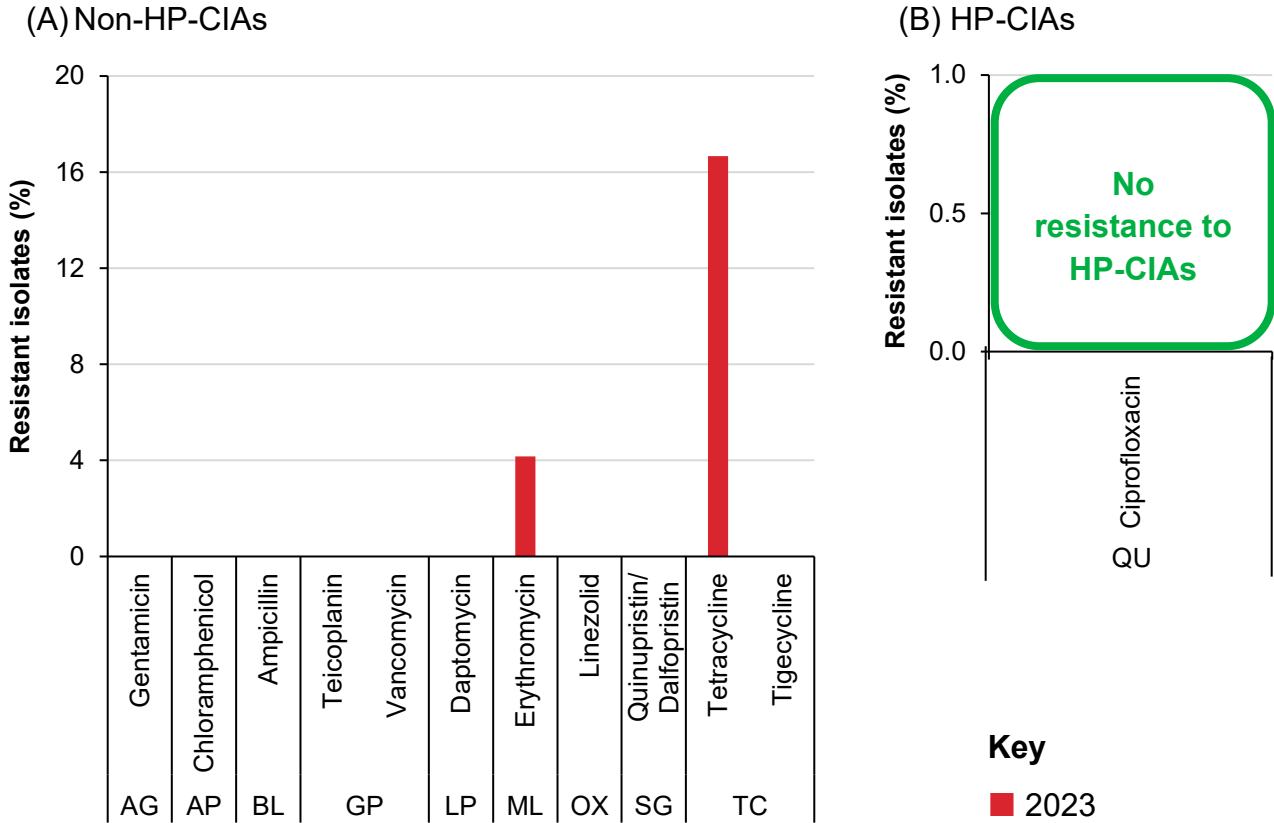 (A) Non-HP-CIAs
Resistant isolates (%)
20
16
12
8
4
0
Gentamicin
Chloramphenicol
Ampicillin
Teicoplanin
Vancomycin
Daptomycin
Erythromycin
Linezolid
Quinupristin/
Dalfopristin
Tetracycline
Tigecycline
AG
AP
BL
GP
LP
ML
OX
SG
TC
(B) HP-CIAs
Resistant isolates (%)
1.0
0.5
0.0
No
resistance to
HP-CIAs
Ciprofloxacin
QU
Key
2023